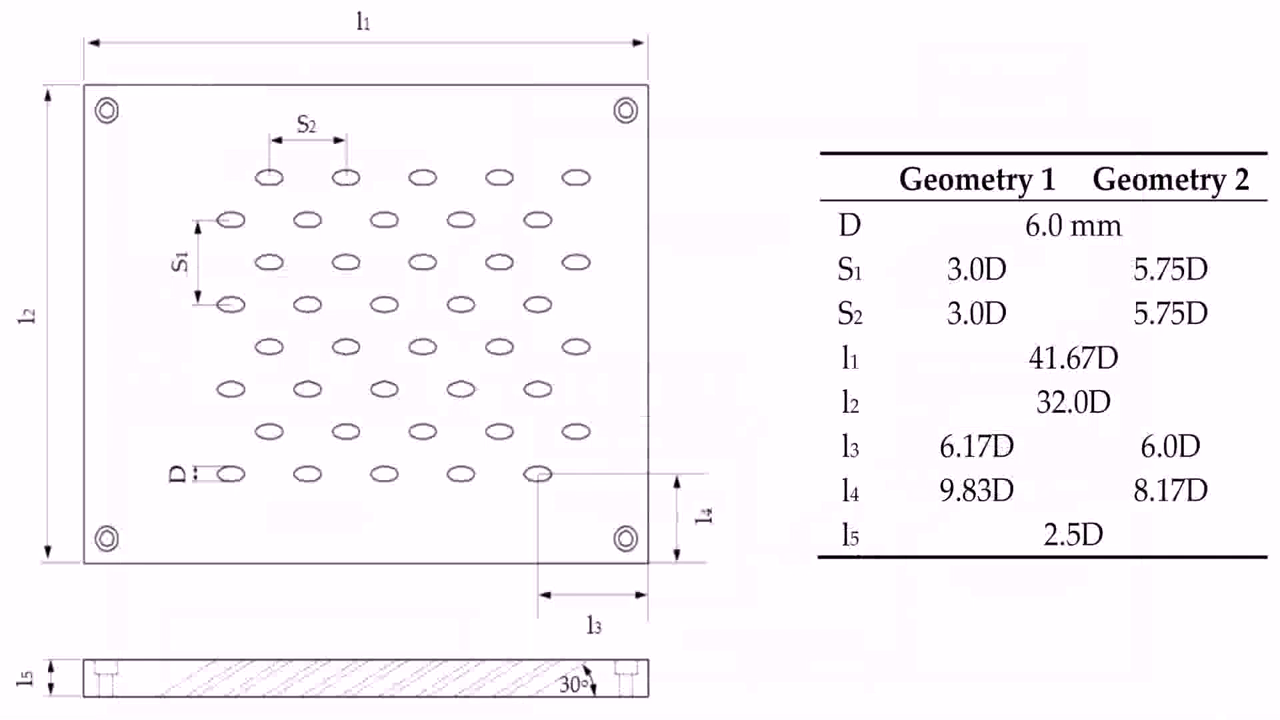 l1
S2
S1
l2
D
l4
l3
l5
30°
Geometry 1 Geometry 2
D 6.0 mm
S1 3.0D 5.75D
S2 3.0D 5.75D
l1 41.67D
l2 32.0D
l3 6.17D 6.0D
l4 9.83D 8.17D
l5 2.5D